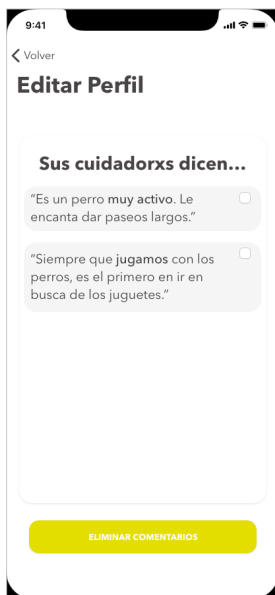 9:41
Volver
Editar Perfil
Sus cuidadorxs dicen...
“Es un perro muy activo. Le
encanta dar paseos largos.”
“Siempre que jugamos con los
perros, es el primero en ir en
busca de los juguetes.”
ELIMINAR COMENTARIOS